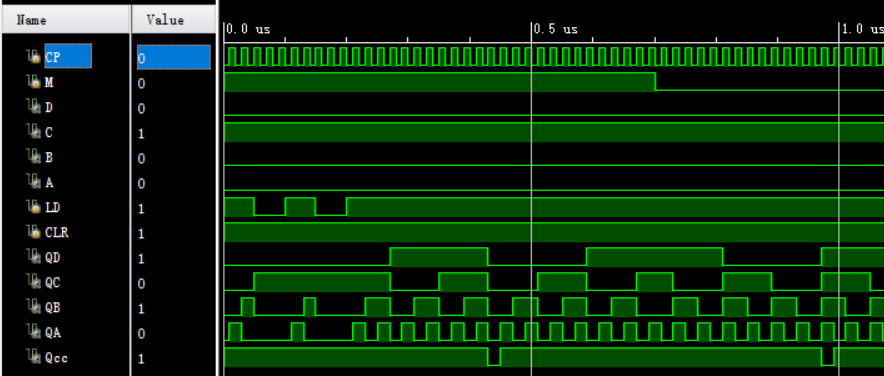 Name Value 0.0 us 0.5 us 1.0 us
CP 0
M 0
D 0
C 1
B 0
A 0
LD 1
CLR 1
QD 1
QC 0
QB 1
QA 0
Qcc 1